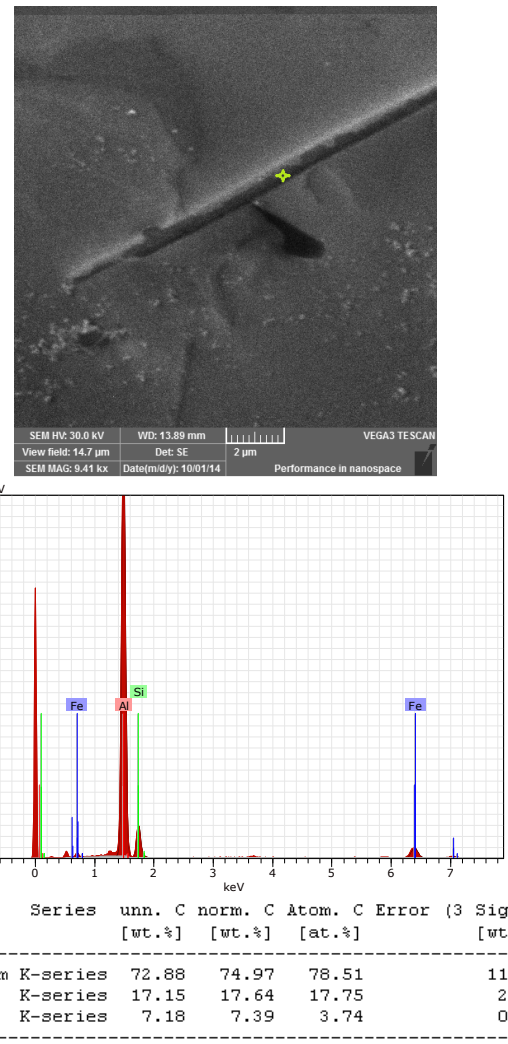 SEM HV: 30.0 kV WD: 13.89 mm VEGA3 TESCAN
View field: 14.7 µm Det: SE 2 µm
SEM MAG: 9.41 kx Date(m/d/y): 10/01/14 Performance in nanospace
V
Si
Fe Al Fe
0 1 2 3 4 5 6 7
keV
Series unn. C norm. C Atom. C Error (3 Sig
[wt.%] [wt.%] [at.%] [wt
m K-series 72.88 74.97 78.51 11
K-series 17.15 17.64 17.75 2
K-series 7.18 7.39 3.74 0